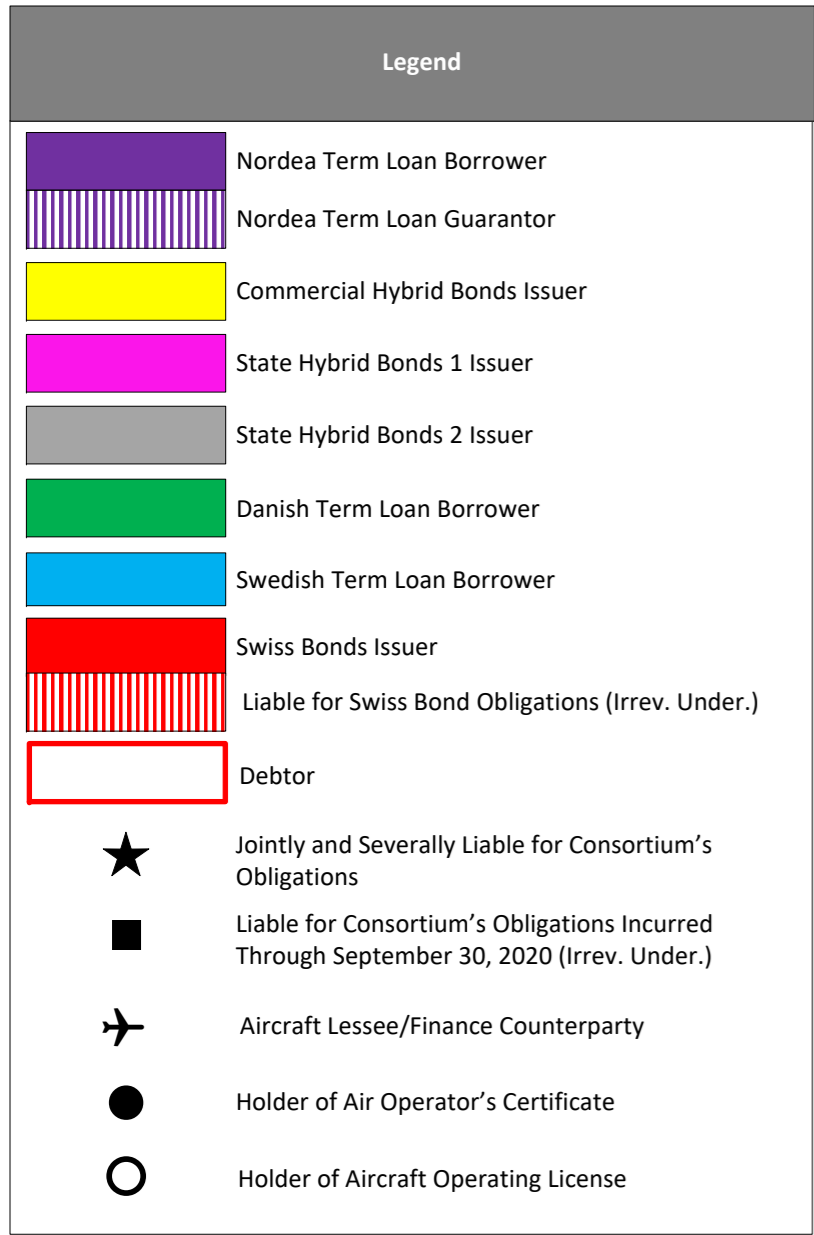 Legend
Nordea Term Loan Borrower
Nordea Term Loan Guarantor
Commercial Hybrid Bonds Issuer
State Hybrid Bonds 1 Issuer
State Hybrid Bonds 2 Issuer
Danish Term Loan Borrower
Swedish Term Loan Borrower
Swiss Bonds Issuer
Liable for Swiss Bond Obligations (Irrev. Under.)
Debtor
Jointly and Severally Liable for Consortium's
Obligations
Liable for Consortium's Obligations Incurred
Through September 30, 2020 (Irrev. Under.)
Aircraft Lessee/Finance Counterparty
Holder of Air Operator's Certificate
Holder of Aircraft Operating License